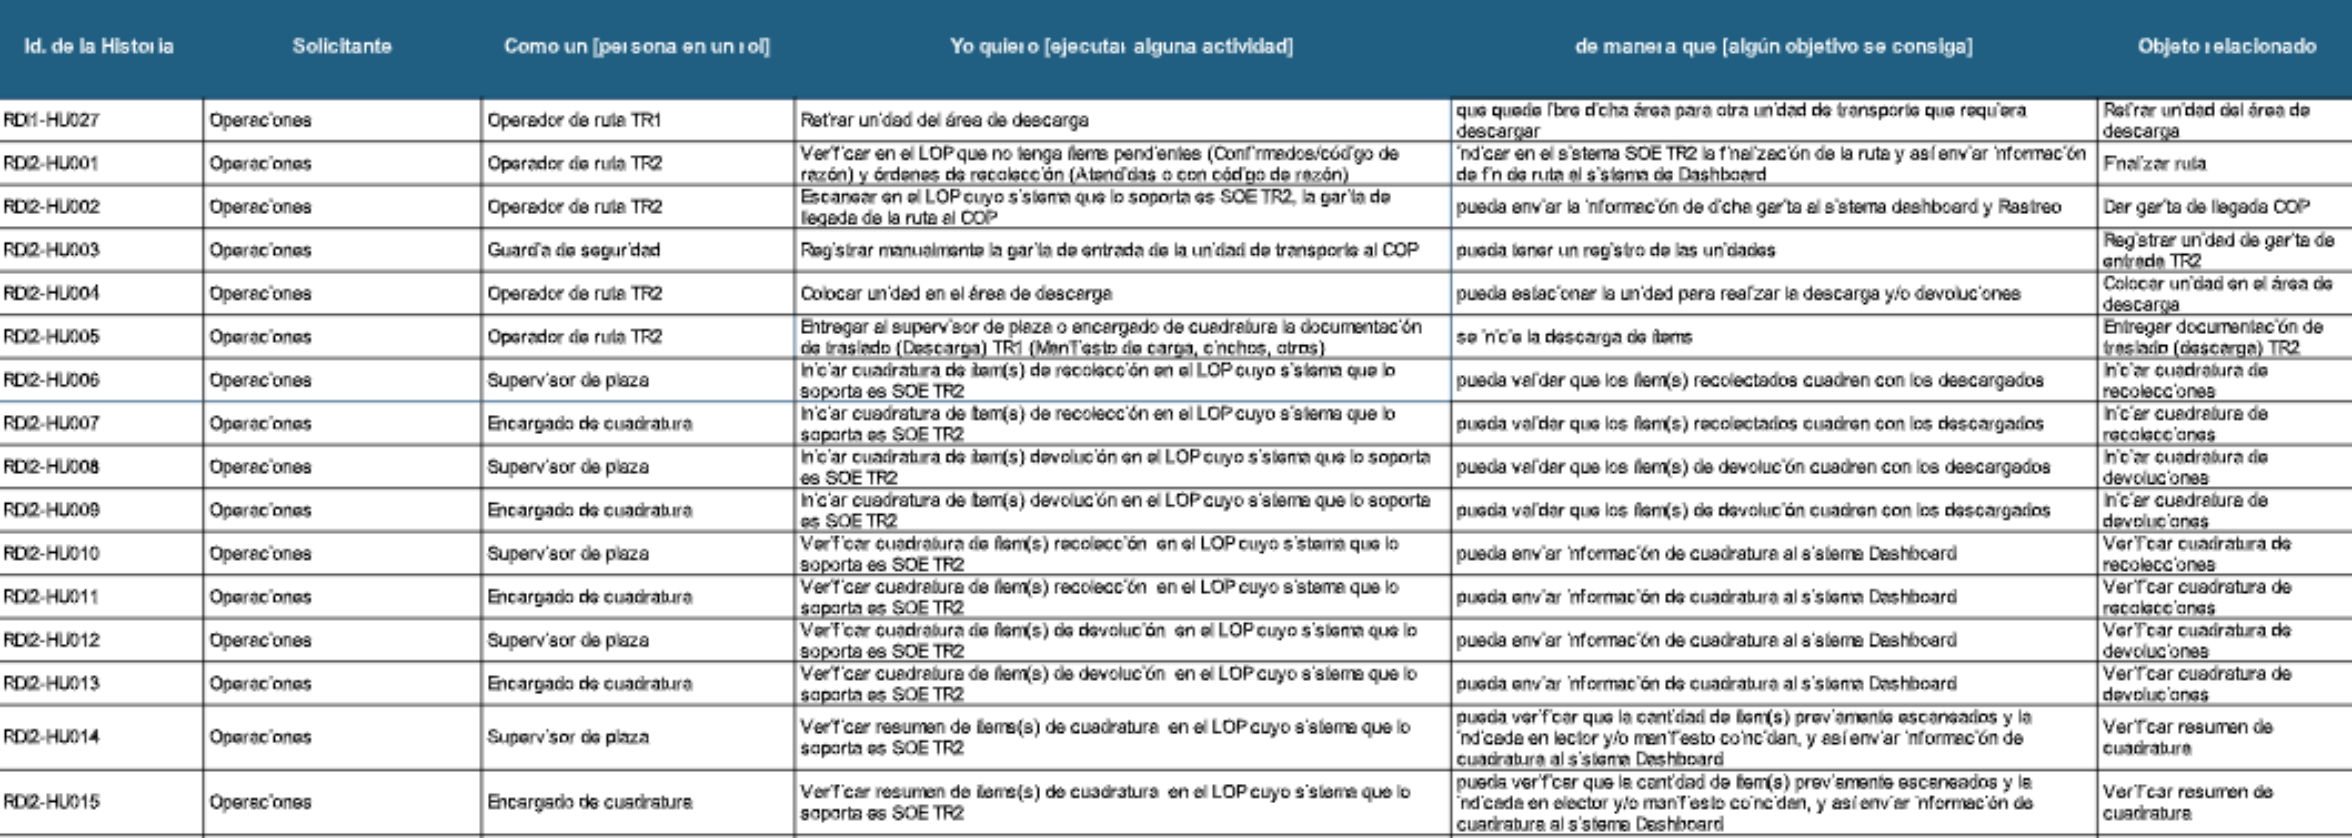 Id. de la Historia
Solicitante
Como un [persona en un rol]
Yo quiero [ejecutar alguna actividad]
de manera que [algún objetivo se consiga]
Objeto relacionado
RDI1-HU027
Operaciones
Operador de ruta TR1
Retirar unidad del área de descarga
que quede libre dicha área para otra unidad de transporte que requiera
descargar
Retirar unidad del área de
descarga
RDI2-HU001
Operaciones
Operador de ruta TR2
Verificar en el LOP que no tenga ítems pendientes (Confirmados/código de
razón) y órdenes de recolección (Atendidas o con código de razón)
indicar en el sistema SOE TR2 la finalización de la ruta y así enviar información
de fin de ruta al sistema de Dashboard
Finalizar ruta
RDI2-HU002
Operaciones
Operador de ruta TR2
Escanear en el LOP cuyo sistema que lo soporta es SOE TR2, la garita de
llegada de la ruta al COP
pueda enviar la información de dicha garita al sistema dashboard y Rastreo
Dar garita de llegada COP
RDI2-HU003
Operaciones
Guardia de seguridad
Registrar manualmente la garita de entrada de la unidad de transporte al COP
pueda tener un registro de las unidades
Registrar unidad de garita de
entrada TR2
RDI2-HU004
Operaciones
Operador de ruta TR2
Colocar unidad en el área de descarga
pueda estacionar la unidad para realizar la descarga y/o devoluciones
Colocar unidad en el área de
descarga
RDI2-HU005
Operaciones
Operador de ruta TR2
Entregar al supervisor de plaza o encargado de cuadratura la documentación
de traslado (Descarga) TR1 (Manifiesto de carga, cinchos, otros)
se inicie la descarga de ítems
Entregar documentación de
traslado (descarga) TR2
RDI2-HU006
Operaciones
Supervisor de plaza
Iniciar cuadratura de ítem(s) de recolección en el LOP cuyo sistema que lo
soporta es SOE TR2
pueda validar que los ítem(s) recolectados cuadren con los descargados
Iniciar cuadratura de
recolecciones
RDI2-HU007
Operaciones
Encargado de cuadratura
Iniciar cuadratura de ítem(s) de recolección en el LOP cuyo sistema que lo
soporta es SOE TR2
pueda validar que los ítem(s) recolectados cuadren con los descargados
Iniciar cuadratura de
recolecciones
RDI2-HU008
Operaciones
Supervisor de plaza
Iniciar cuadratura de ítem(s) devolución en el LOP cuyo sistema que lo soporta
es SOE TR2
pueda validar que los ítem(s) de devolución cuadren con los descargados
Iniciar cuadratura de
devoluciones
RDI2-HU009
Operaciones
Encargado de cuadratura
Iniciar cuadratura de ítem(s) devolución en el LOP cuyo sistema que lo soporta
es SOE TR2
pueda validar que los ítem(s) de devolución cuadren con los descargados
Iniciar cuadratura de
devoluciones
RDI2-HU010
Operaciones
Supervisor de plaza
Verificar cuadratura de ítem(s) recolección en el LOP cuyo sistema que lo
soporta es SOE TR2
pueda enviar información de cuadratura al sistema Dashboard
Verificar cuadratura de
recolecciones
RDI2-HU011
Operaciones
Encargado de cuadratura
Verificar cuadratura de ítem(s) recolección en el LOP cuyo sistema que lo
soporta es SOE TR2
pueda enviar información de cuadratura al sistema Dashboard
Verificar cuadratura de
recolecciones
RDI2-HU012
Operaciones
Supervisor de plaza
Verificar cuadratura de ítem(s) de devolución en el LOP cuyo sistema que lo
soporta es SOE TR2
pueda enviar información de cuadratura al sistema Dashboard
Verificar cuadratura de
devoluciones
RDI2-HU013
Operaciones
Encargado de cuadratura
Verificar cuadratura de ítem(s) de devolución en el LOP cuyo sistema que lo
soporta es SOE TR2
pueda enviar información de cuadratura al sistema Dashboard
Verificar cuadratura de
devoluciones
RDI2-HU014
Operaciones
Supervisor de plaza
Verificar resumen de ítems(s) de cuadratura en el LOP cuyo sistema que lo
soporta es SOE TR2
pueda verificar que la cantidad de ítem(s) previamente escaneados y la
indicada en lector y/o manifiesto coincidan, y así enviar información de
cuadratura al sistema Dashboard
Verificar resumen de
cuadratura
RDI2-HU015
Operaciones
Encargado de cuadratura
Verificar resumen de ítems(s) de cuadratura en el LOP cuyo sistema que lo
soporta es SOE TR2
pueda verificar que la cantidad de ítem(s) previamente escaneados y la
indicada en elector y/o manifiesto coincidan, y así enviar información de
cuadratura al sistema Dashboard
Verificar resumen de
cuadratura